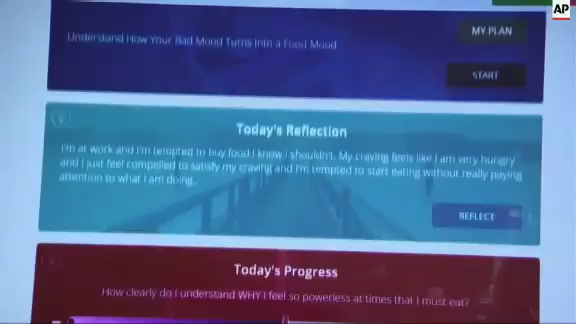 AP
MY PLAN
Understand How Your Bad Mood Turns Into a Food Mood
START
Today's Reflection
I'm at work and I'm tempted to buy food I know I shouldn't. My craving feels like I am very hungry
and I just feel compelled to satisfy my craving and I'm tempted to start eating without really paying
attention to what I am doing.
REFLECT
Today's Progress
How clearly do I understand WHY I feel so powerless at times that I must eat?